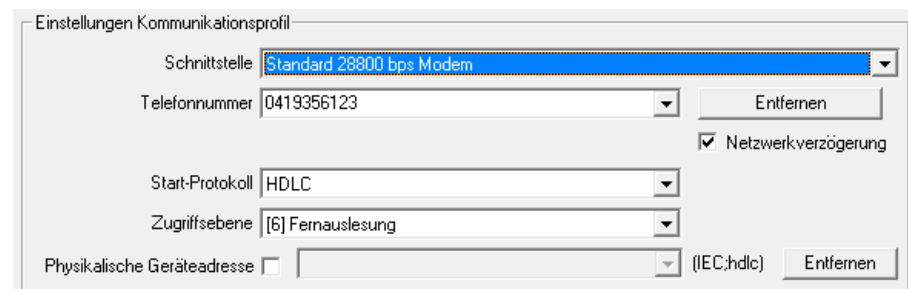 Einstellungen Kommunikationsprofil
Schnittstelle Standard 28800 bps Modem
Telefonnummer 0419356123 Entfernen
Netzwerkverzögerung
Start-Protokoll HDLC
Zugriffsebene [6] Fernauslesung
Physikalische Geräteadresse (IEC;hdlc) Entfernen